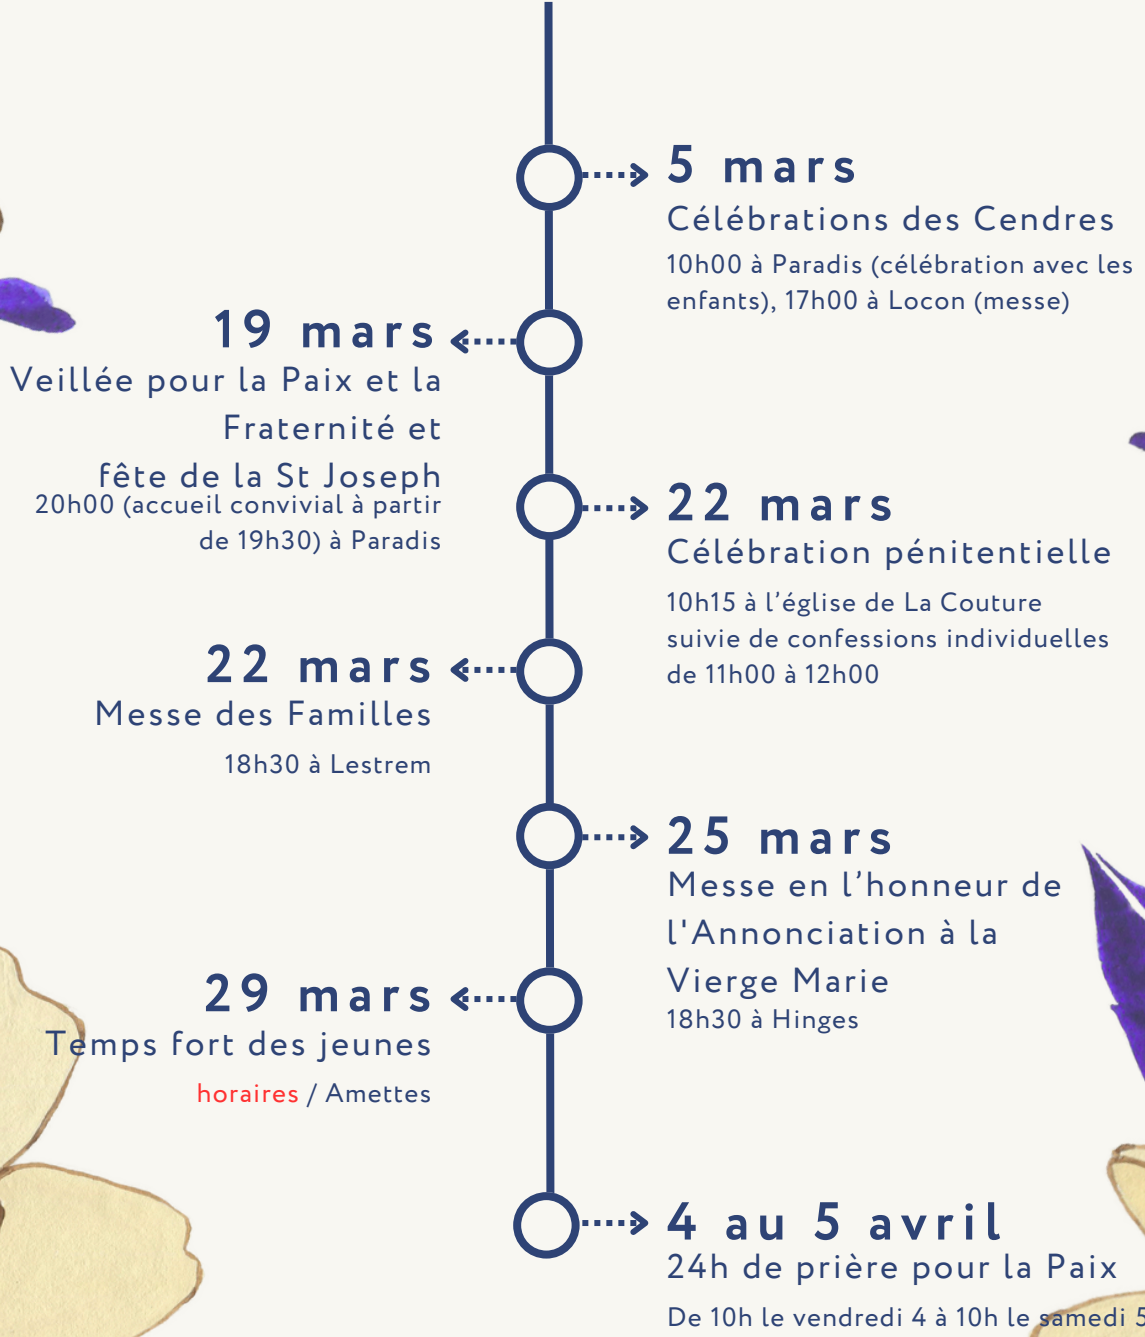 5 mars
Célébrations des Cendres
10h00 à Paradis (célébration avec les
enfants), 17h00 à Locon (messe)
19 mars
Veillée pour la Paix et la
Fraternité et
fête de la St Joseph
20h00 (accueil convivial à partir
de 19h30) à Paradis
22 mars
Célébration pénitentielle
10h15 à l’église de La Couture
suivie de confessions individuelles
de 11h00 à 12h00
22 mars
Messe des Familles
18h30 à Lestrem
25 mars
Messe en l’honneur de
l'Annonciation à la
Vierge Marie
18h30 à Hinges
29 mars
Temps fort des jeunes
horaires / Amettes
4 au 5 avril
24h de prière pour la Paix
De 10h le vendredi 4 à 10h le samedi 5